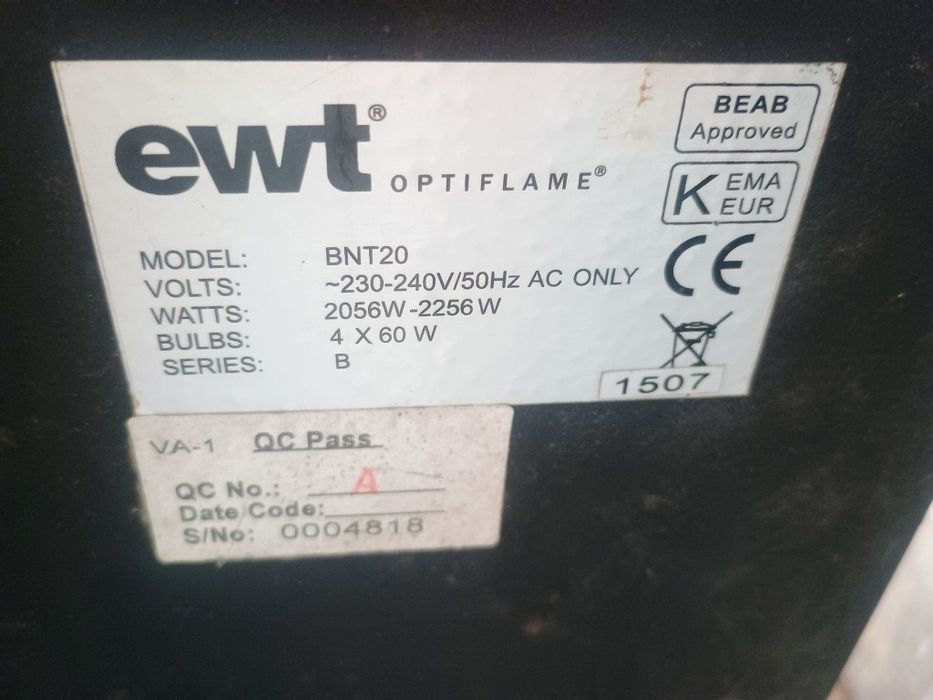 ewt® OPTIFLAME®
BEAB
Approved
K EMA
EUR
CE
MODEL: BNT20
VOLTS: ~230-240V/50Hz AC ONLY
WATTS: 2056W-2256W
BULBS: 4 X 60 W
SERIES: B
1507
VA-1 QC Pass
QC No.: A
Date Code:
S/No: 0004818